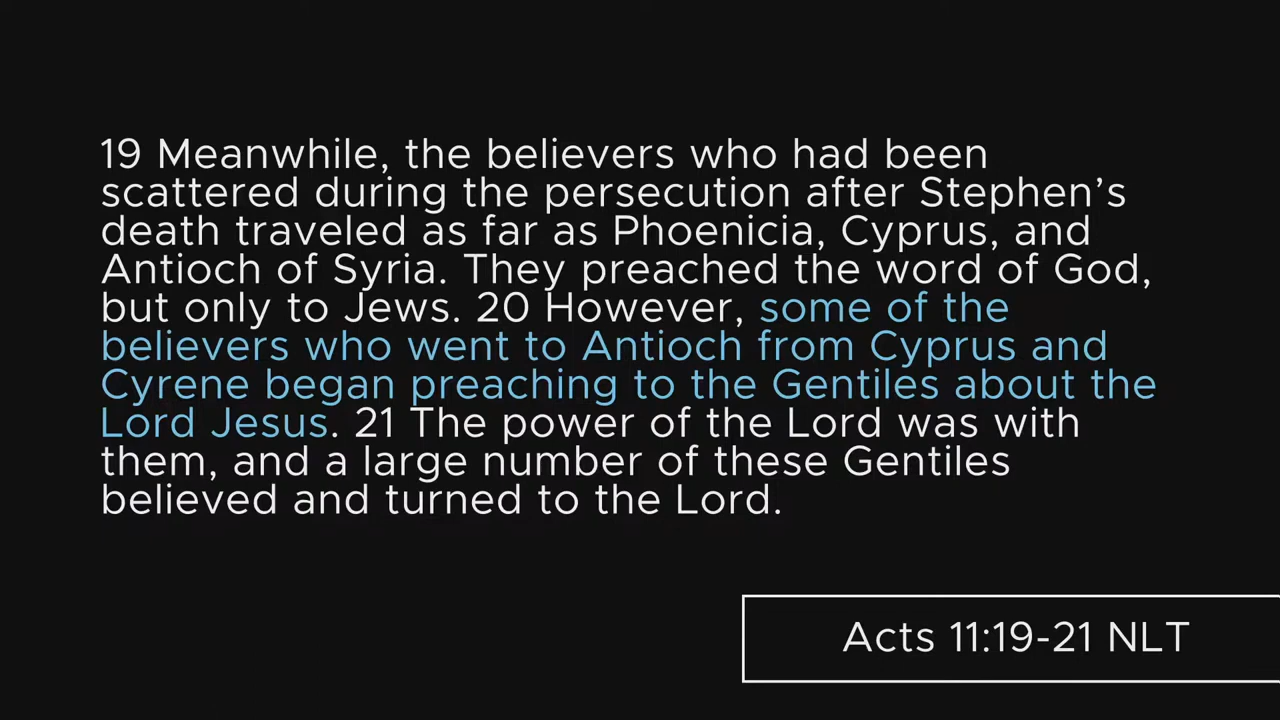 19 Meanwhile, the believers who had been
scattered during the persecution after Stephen’s
death traveled as far as Phoenicia, Cyprus, and
Antioch of Syria. They preached the word of God,
but only to Jews. 20 However, some of the
believers who went to Antioch from Cyprus and
Cyrene began preaching to the Gentiles about the
Lord Jesus. 21 The power of the Lord was with
them, and a large number of these Gentiles
believed and turned to the Lord.
Acts 11:19-21 NLT